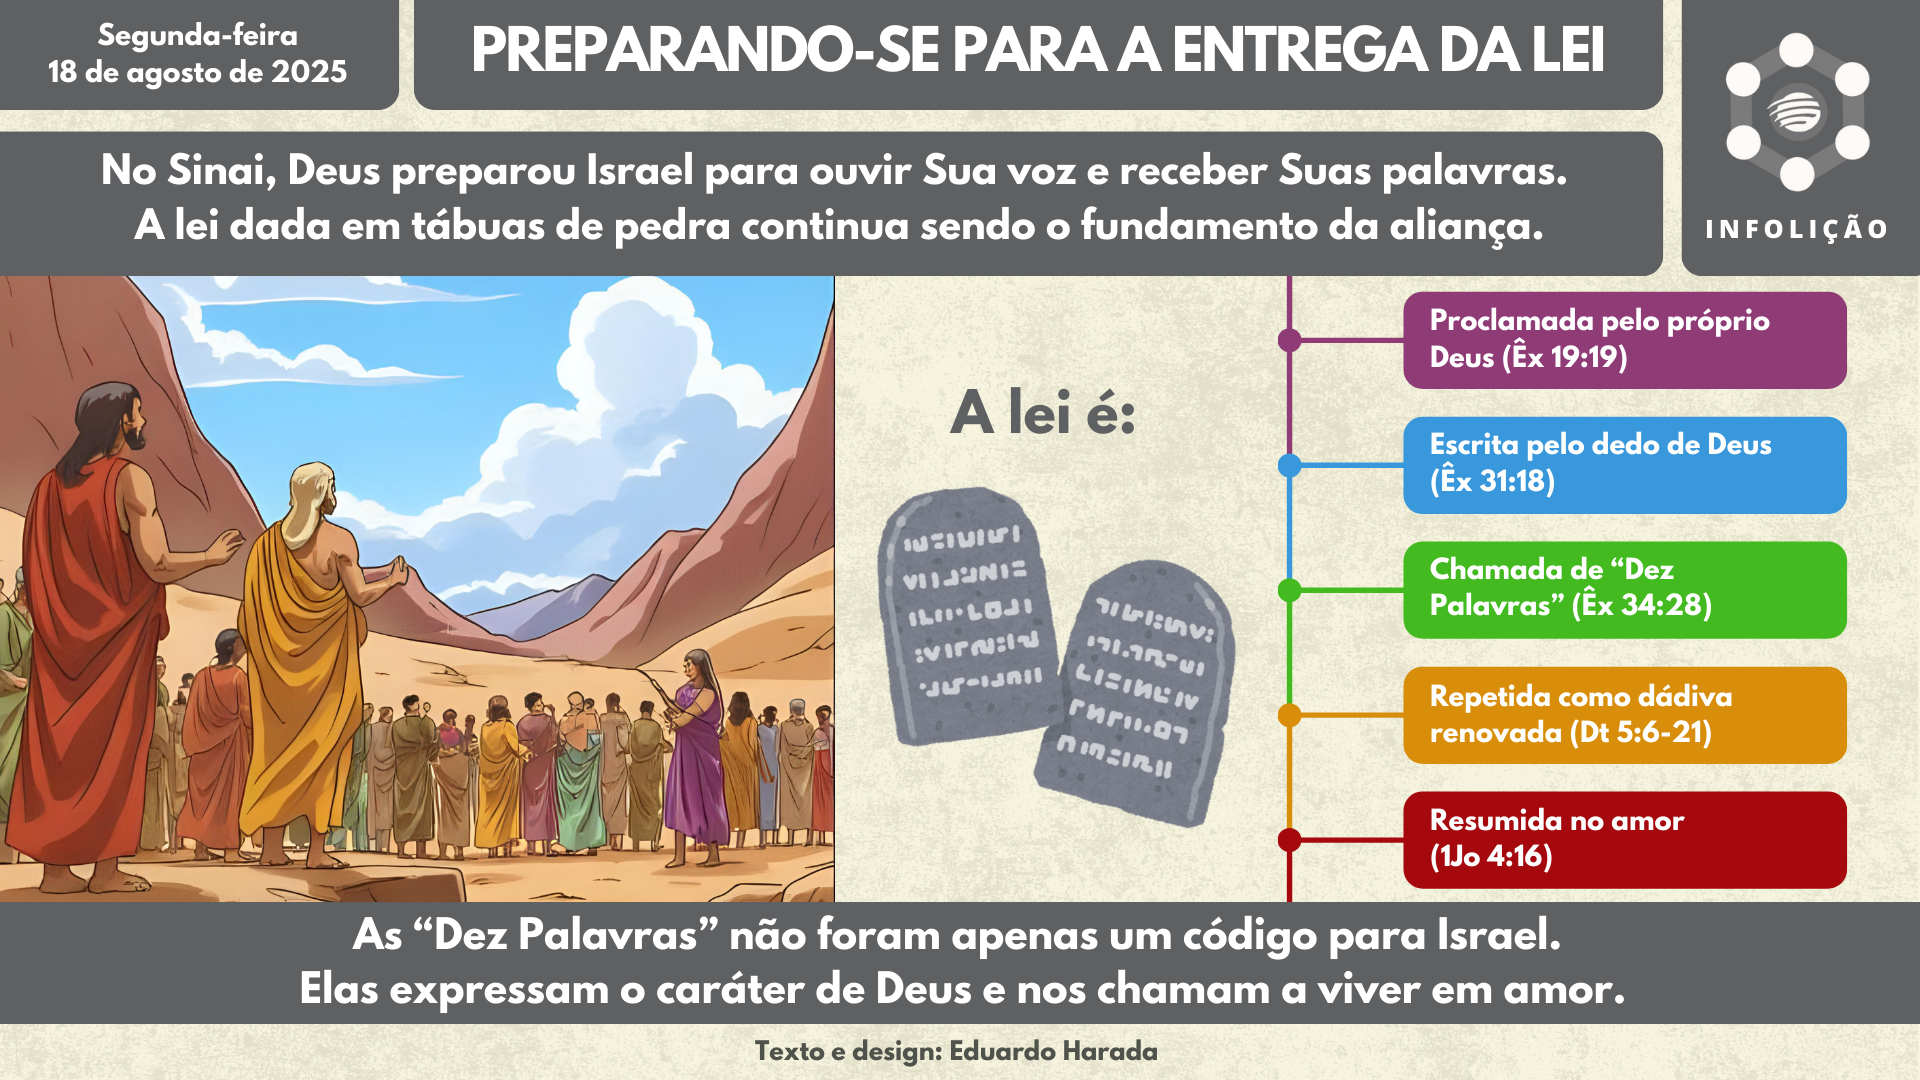 Segunda-feira
18 de agosto de 2025
PREPARANDO-SE PARA A ENTREGA DA LEI
No Sinai, Deus preparou Israel para ouvir Sua voz e receber Suas palavras.
A lei dada em tábuas de pedra continua sendo o fundamento da aliança.
INFOLIÇÃO
A lei é:
Proclamada pelo próprio
Deus (Êx 19:19)
Escrita pelo dedo de Deus
(Êx 31:18)
Chamada de “Dez
Palavras” (Êx 34:28)
Repetida como dádiva
renovada (Dt 5:6-21)
Resumida no amor
(1Jo 4:16)
As “Dez Palavras” não foram apenas um código para Israel.
Elas expressam o caráter de Deus e nos chamam a viver em amor.
Texto e design: Eduardo Harada